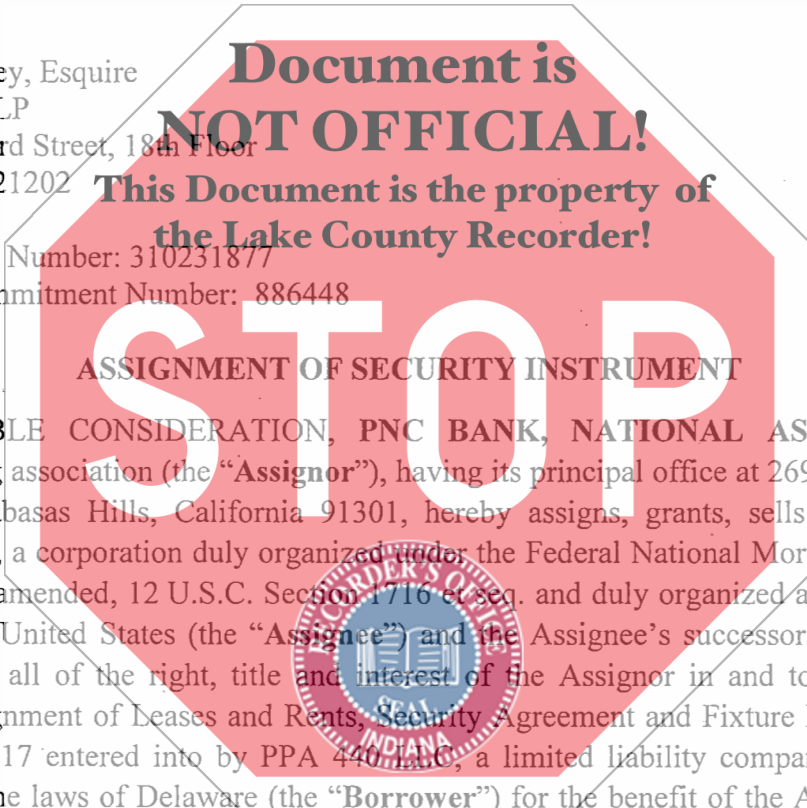 Document is
ey, Esquire
LP
NOT OFFICIAL!
rd Street, 18th Floor
21202
This Document is the property of
the Lake County Recorder!
Number: 310231877
mmitment Number: 886448
STOP
ASSIGNMENT OF SECURITY INSTRUMENT
BLE CONSIDERATION, PNC BANK, NATIONAL AS
association (the “Assignor”), having its principal office at 269
basas Hills, California 91301, hereby assigns, grants, sells
, a corporation duly organized under the Federal National Mor
amended, 12 U.S.C. Section 1716 et seq. and duly organized a
United States (the “Assignee”) and the Assignee’s successor
all of the right, title and interest of the Assignor in and to
gnment of Leases and Rents, Security Agreement and Fixture
17 entered into by PPA 440 LLC, a limited liability compa
e laws of Delaware (the “Borrower”) for the benefit of the A
RECORDER'S OFFICE
SEAL
INDIANA